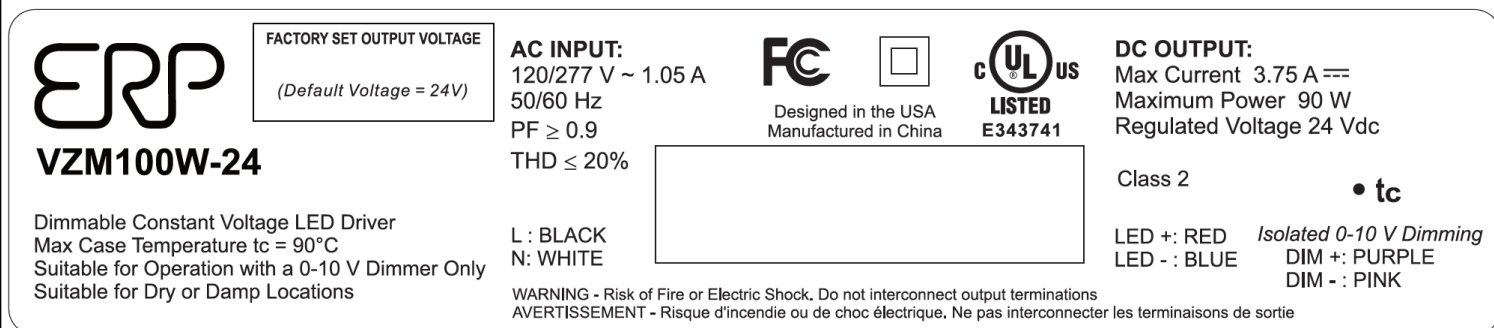 ERP
FACTORY SET OUTPUT VOLTAGE
(Default Voltage = 24V)
VZM100W-24
Dimmable Constant Voltage LED Driver
Max Case Temperature tc = 90°C
Suitable for Operation with a 0-10 V Dimmer Only
Suitable for Dry or Damp Locations
AC INPUT:
120/277 V ~ 1.05 A
50/60 Hz
PF ≥ 0.9
THD ≤ 20%
L : BLACK
N: WHITE
FC
Designed in the USA
Manufactured in China
C UL US
®
LISTED
E343741
DC OUTPUT:
Max Current 3.75 A ⎓
Maximum Power 90 W
Regulated Voltage 24 Vdc
Class 2
• tc
LED +: RED
LED - : BLUE
Isolated 0-10 V Dimming
DIM +: PURPLE
DIM - : PINK
WARNING - Risk of Fire or Electric Shock. Do not interconnect output terminations
AVERTISSEMENT - Risque d'incendie ou de choc électrique. Ne pas interconnecter les terminaisons de sortie